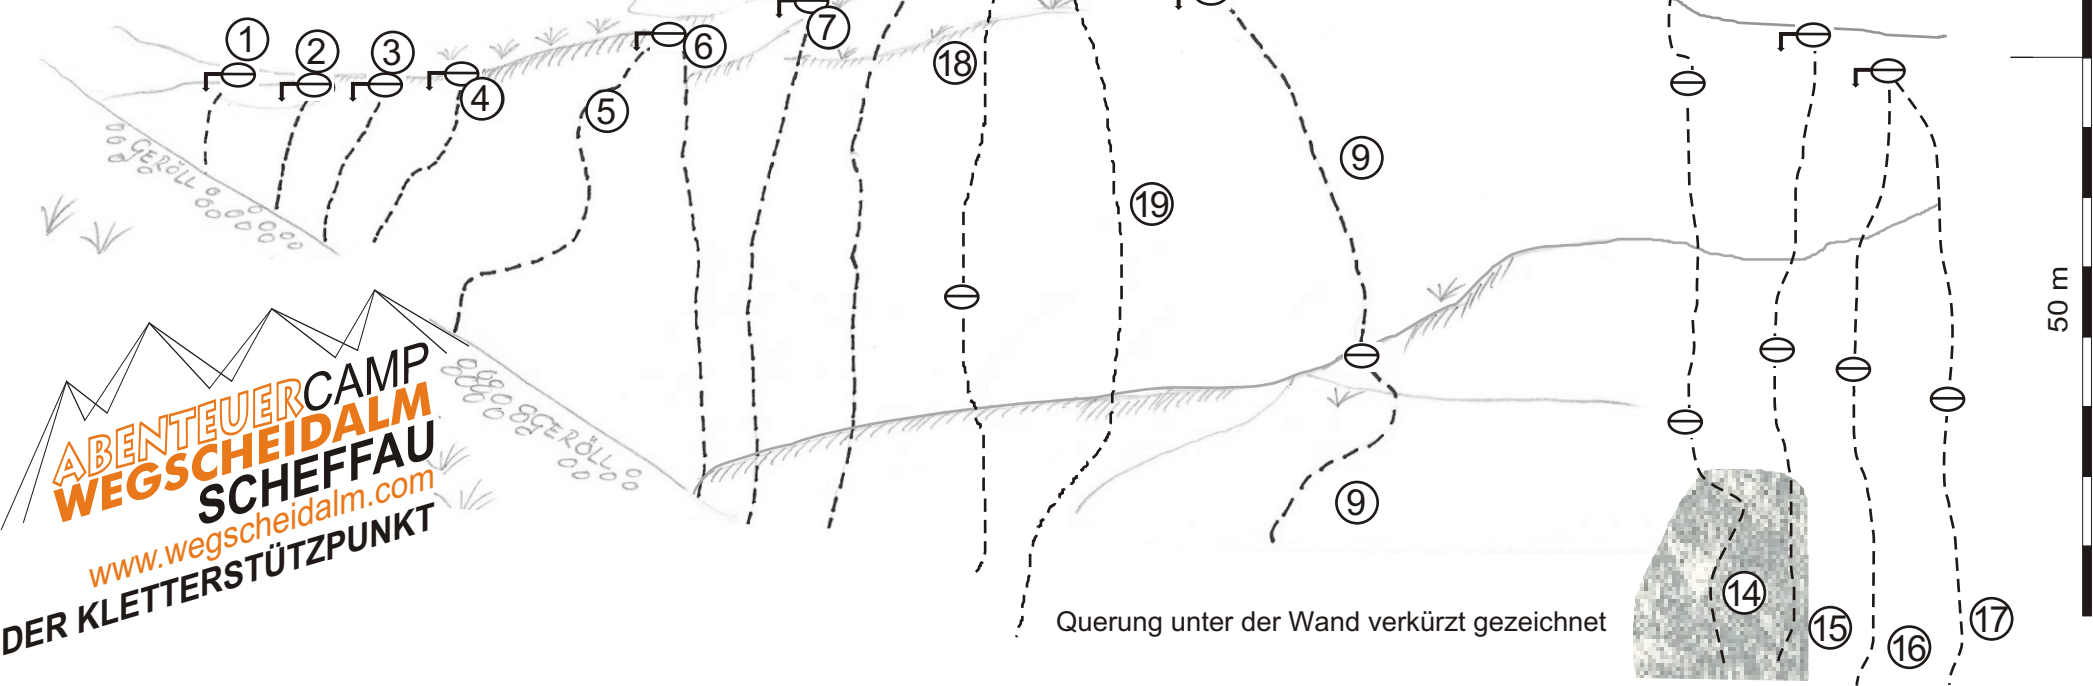 1
2
3
4
5
6
7
18
9
19
50 m
GERÖLL
ABENTEUERCAMP
WEGSCHEIDALM
SCHEFFAU
www.wegscheidalm.com
DER KLETTERSTÜTZPUNKT
GERÖLL
9
Querung unter der Wand verkürzt gezeichnet
14
15
16
17